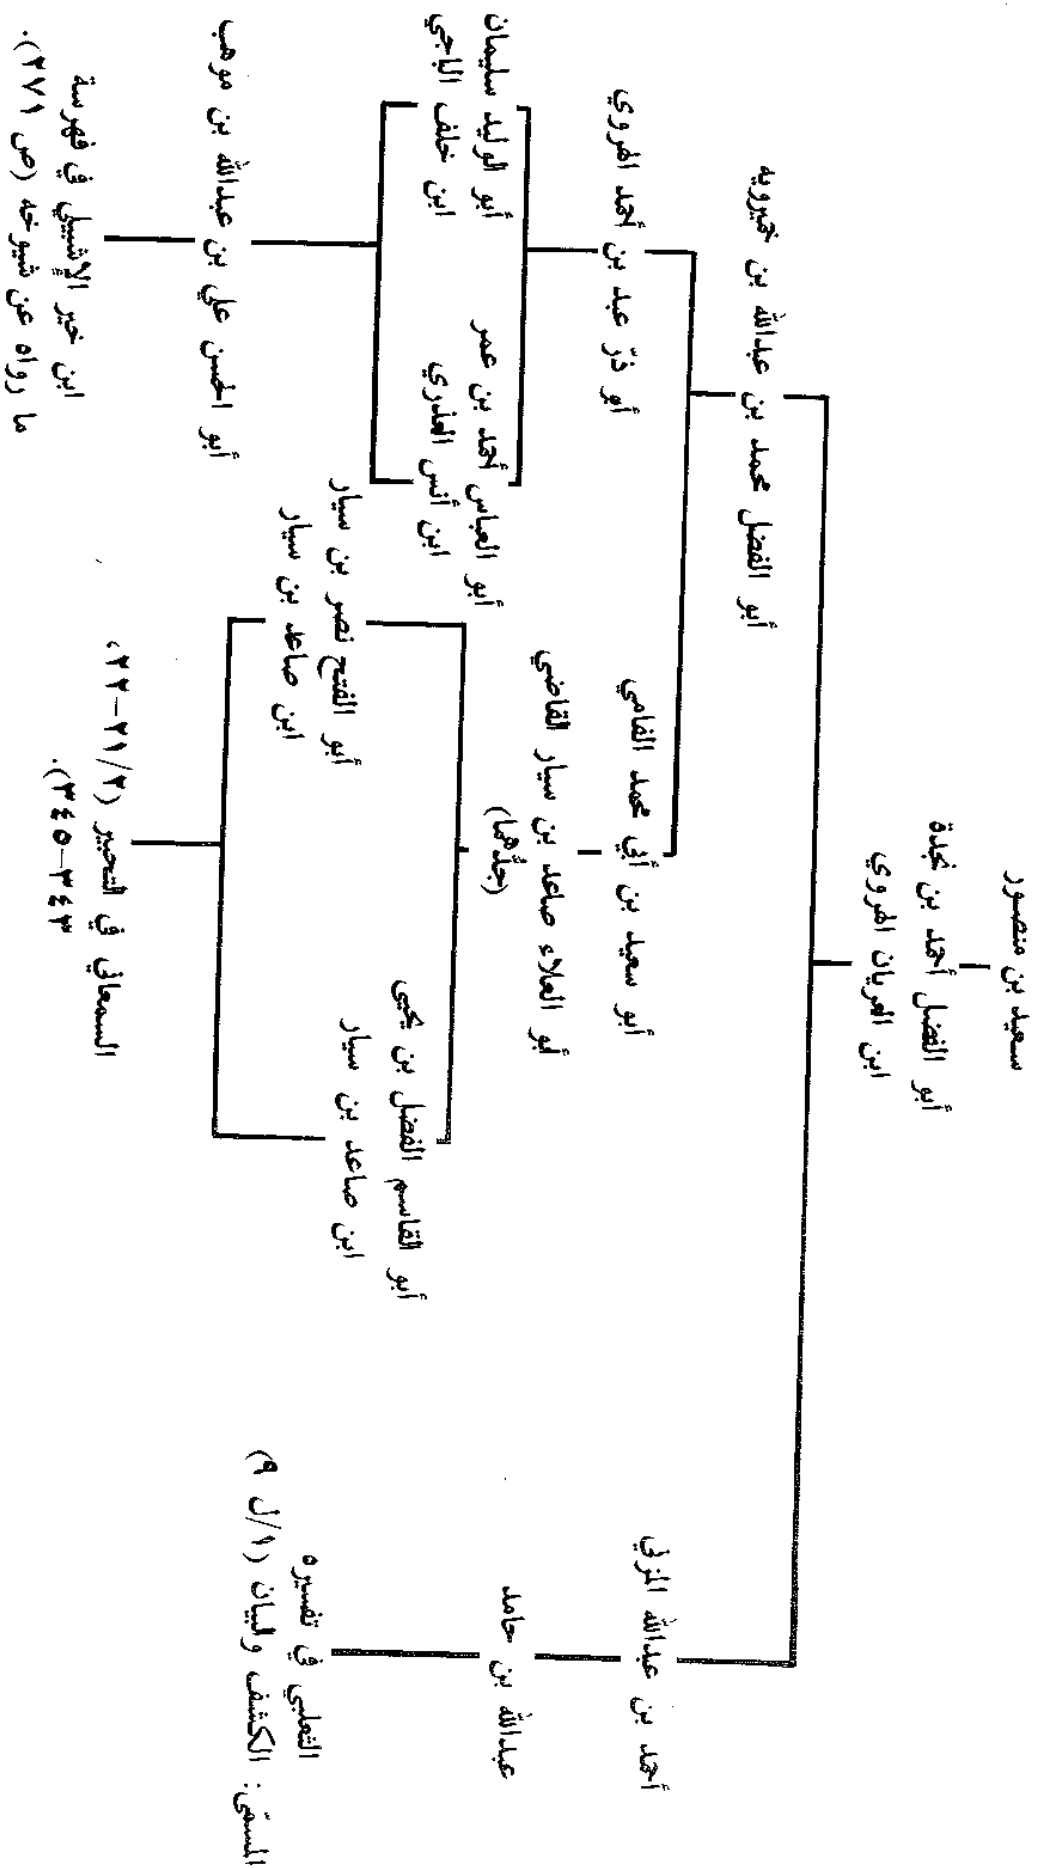 سعيد بن منصور
أبو الفضل أحمد بن نجدة
ابن العريان الهروي
أبو الفضل محمد بن عبدالله بن خميرويه
أحمد بن عبدالله المزني
أبو ذرّ عبد بن أحمد الهروي
أبو سعيد بن أبي محمد القامي
عبدالله بن حامد
أبو العلاء صاعد بن سيار القاضي
(جدُّهما)
أبو الوليد سليمان
ابن خلف الباجي
أبو العباس أحمد بن عمر
ابن أنس العذري
أبو الفتح نصر بن سيار
ابن صاعد بن سيار
أبو القاسم الفضل بن يحيى
ابن صاعد بن سيار
الثعلبي في تفسيره
المسمّى: الكشف والبيان (١/ل ٩)
أبو الحسن علي بن عبدالله بن موهب
السمعاني في التحبير (٢/٢١-٢٢،
٣٤٣-٣٤٥).
ابن خير الإشبيلي في فهرسة
ما رواه عن شيوخه (ص ٢٧١).